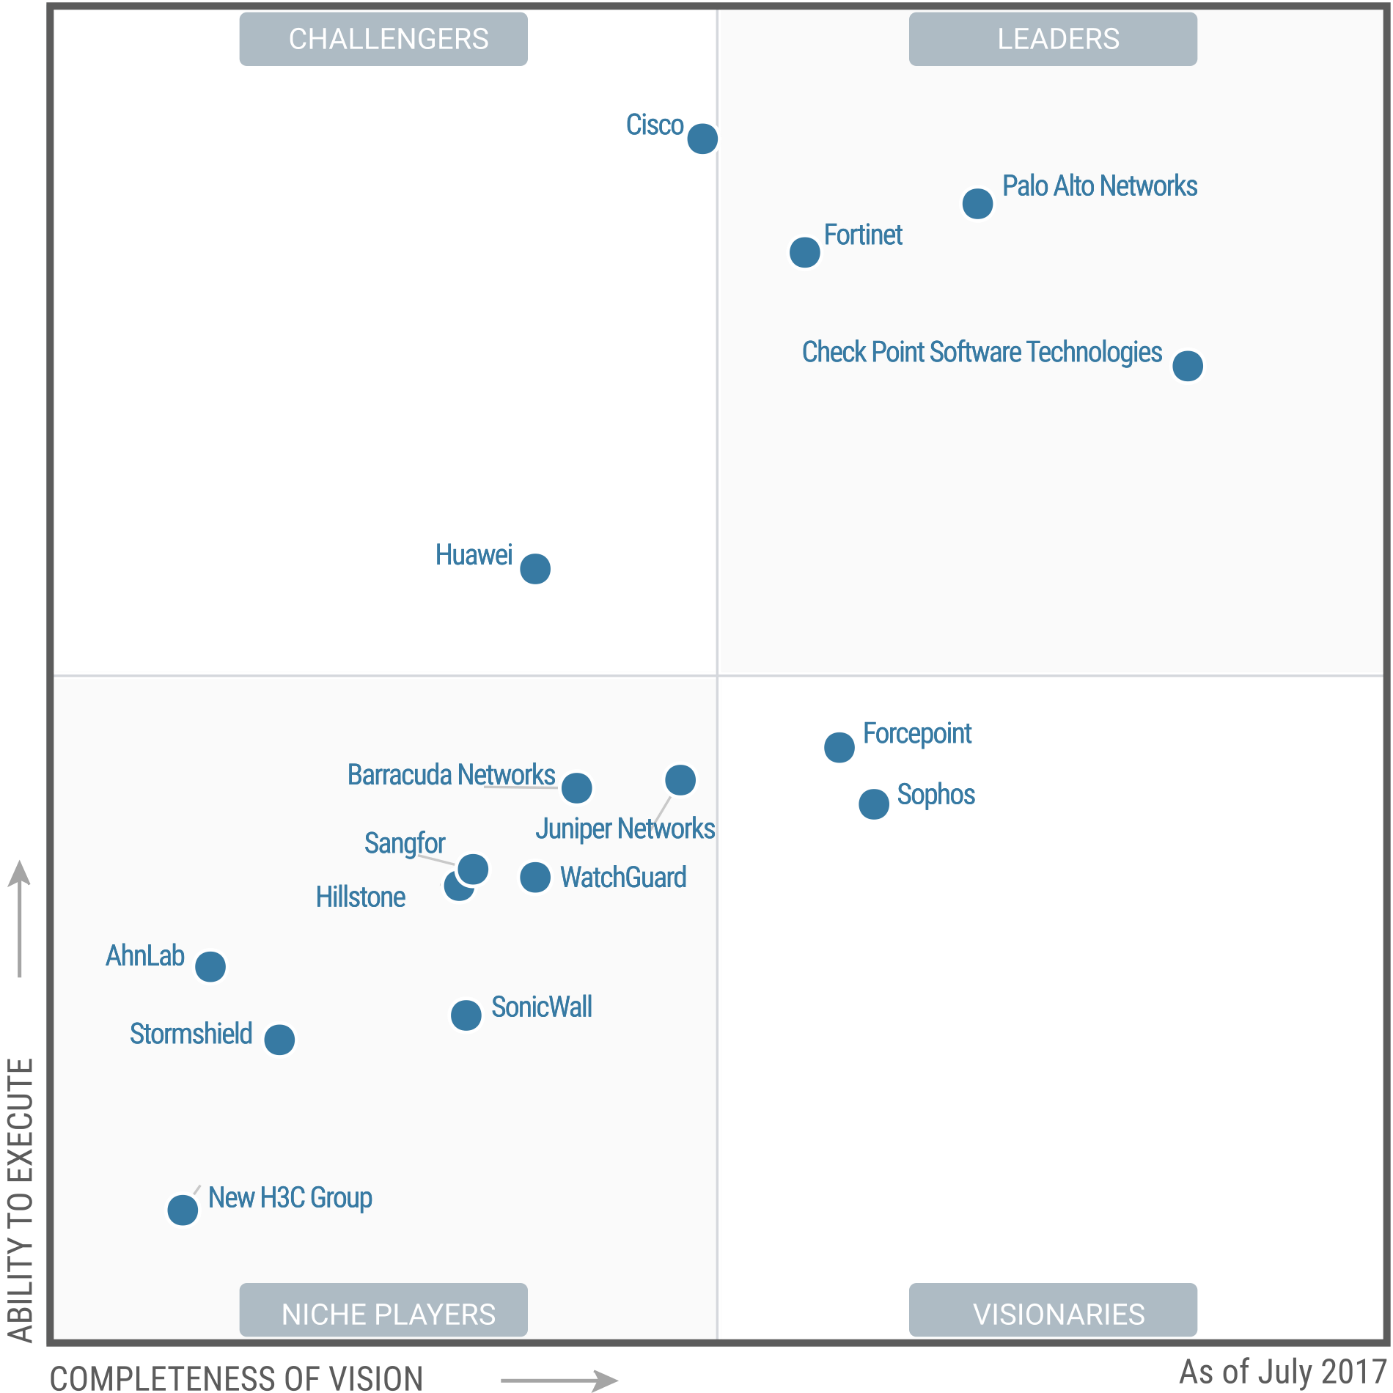 CHALLENGERS
LEADERS
Cisco
Palo Alto Networks
Fortinet
Check Point Software Technologies
Huawei
Forcepoint
Barracuda Networks
Sophos
Juniper Networks
Sangfor
WatchGuard
Hillstone
AhnLab
SonicWall
Stormshield
New H3C Group
NICHE PLAYERS
VISIONARIES
ABILITY TO EXECUTE
COMPLETENESS OF VISION
As of July 2017